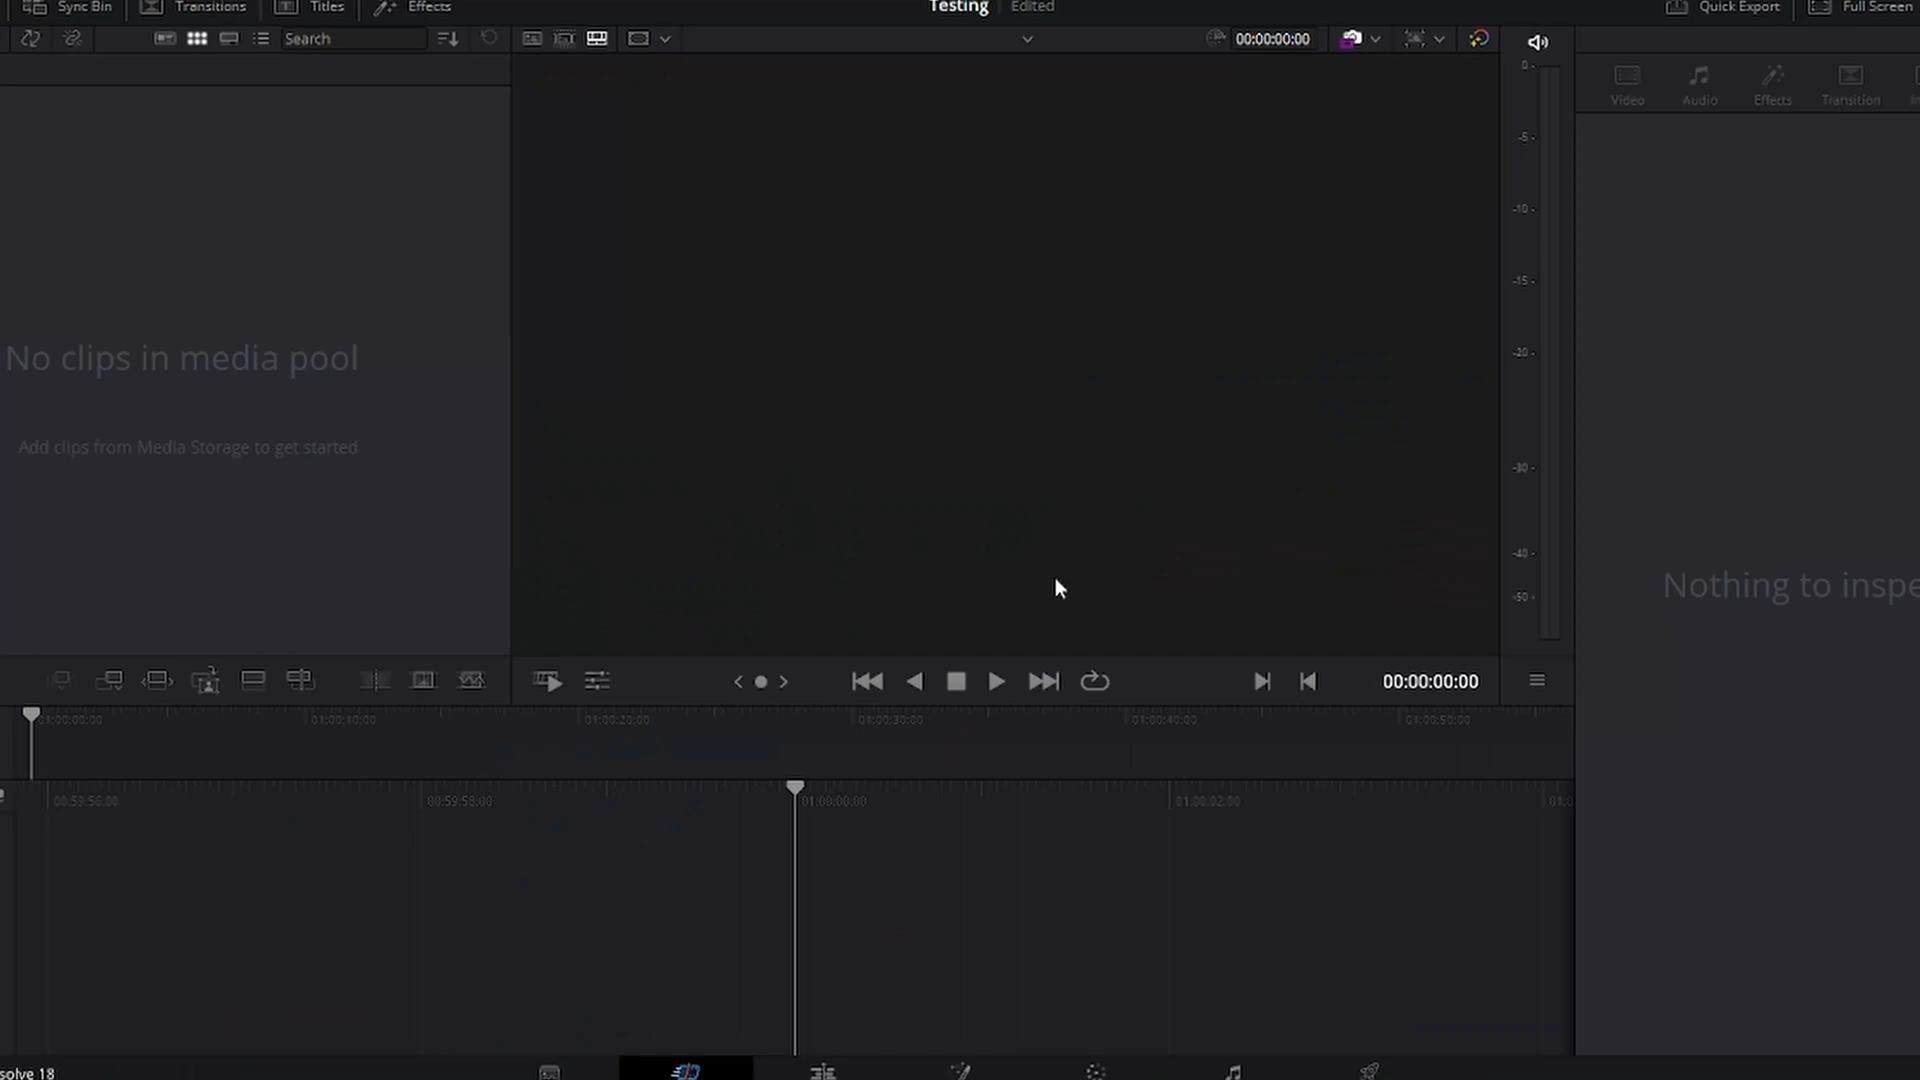 Sync Bin
Transitions
Titles
Effects
Testing
Edited
Quick Export
Full Screen
Search
00:00:00:00
0
-5
-10
-15
-20
-30
-40
-50
Video
Audio
Effects
Transition
No clips in media pool
Add clips from Media Storage to get started
Nothing to inspe
00:00:00:00
01:00:00:00
01:00:10:00
01:00:20:00
01:00:30:00
01:00:40:00
01:00:50:00
00:59:56:00
00:59:58:00
01:00:00:00
01:00:02:00
01:0
solve 18